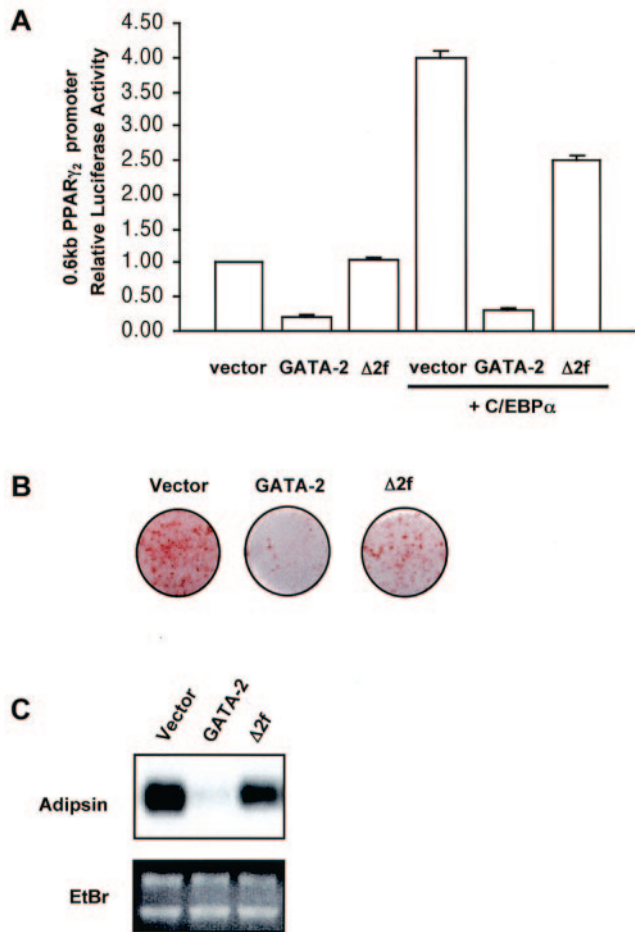 A
0.6kb PPARγ₂ promoter
Relative Luciferase Activity
4.50
4.00
3.50
3.00
2.50
2.00
1.50
1.00
0.50
0.00
vector GATA-2 Δ2f vector GATA-2 Δ2f
+ C/EBPα
B
Vector GATA-2 Δ2f
C
Vector GATA-2 Δ2f
Adipsin
EtBr